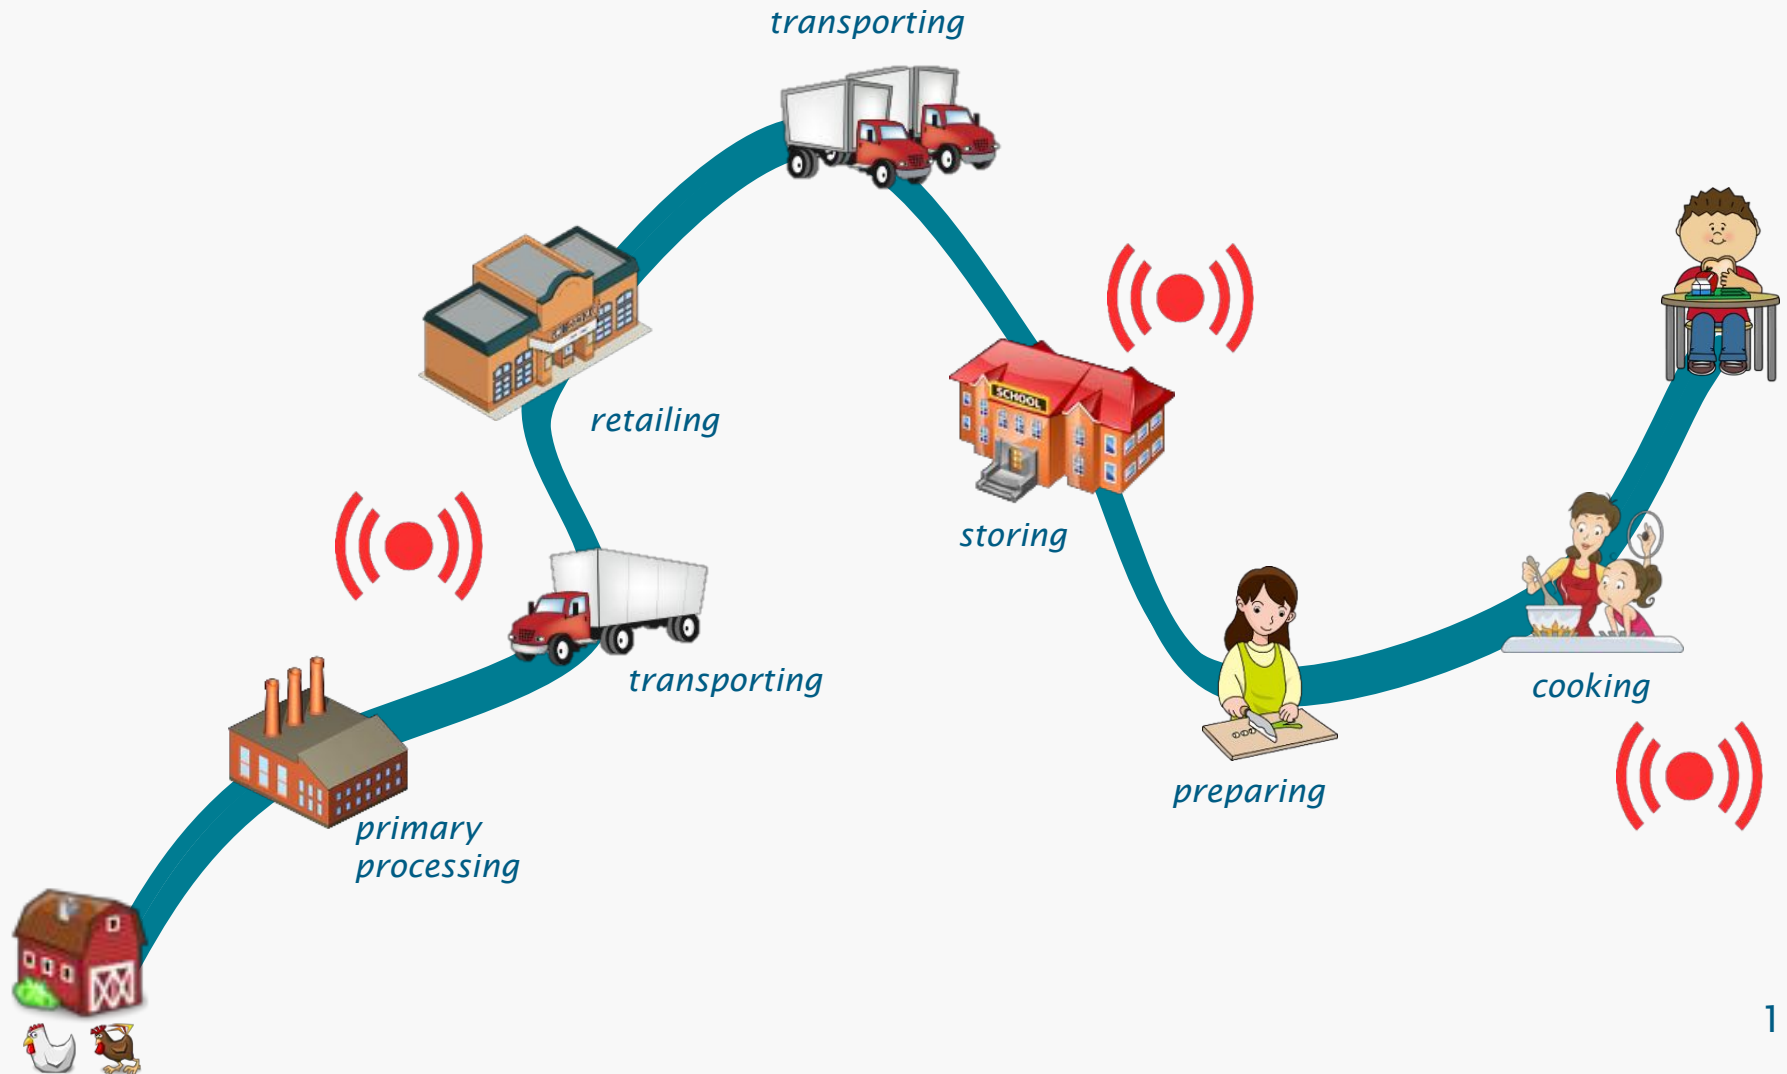 transporting
SCHOOL
retailing
storing
transporting
cooking
preparing
primary
processing
1